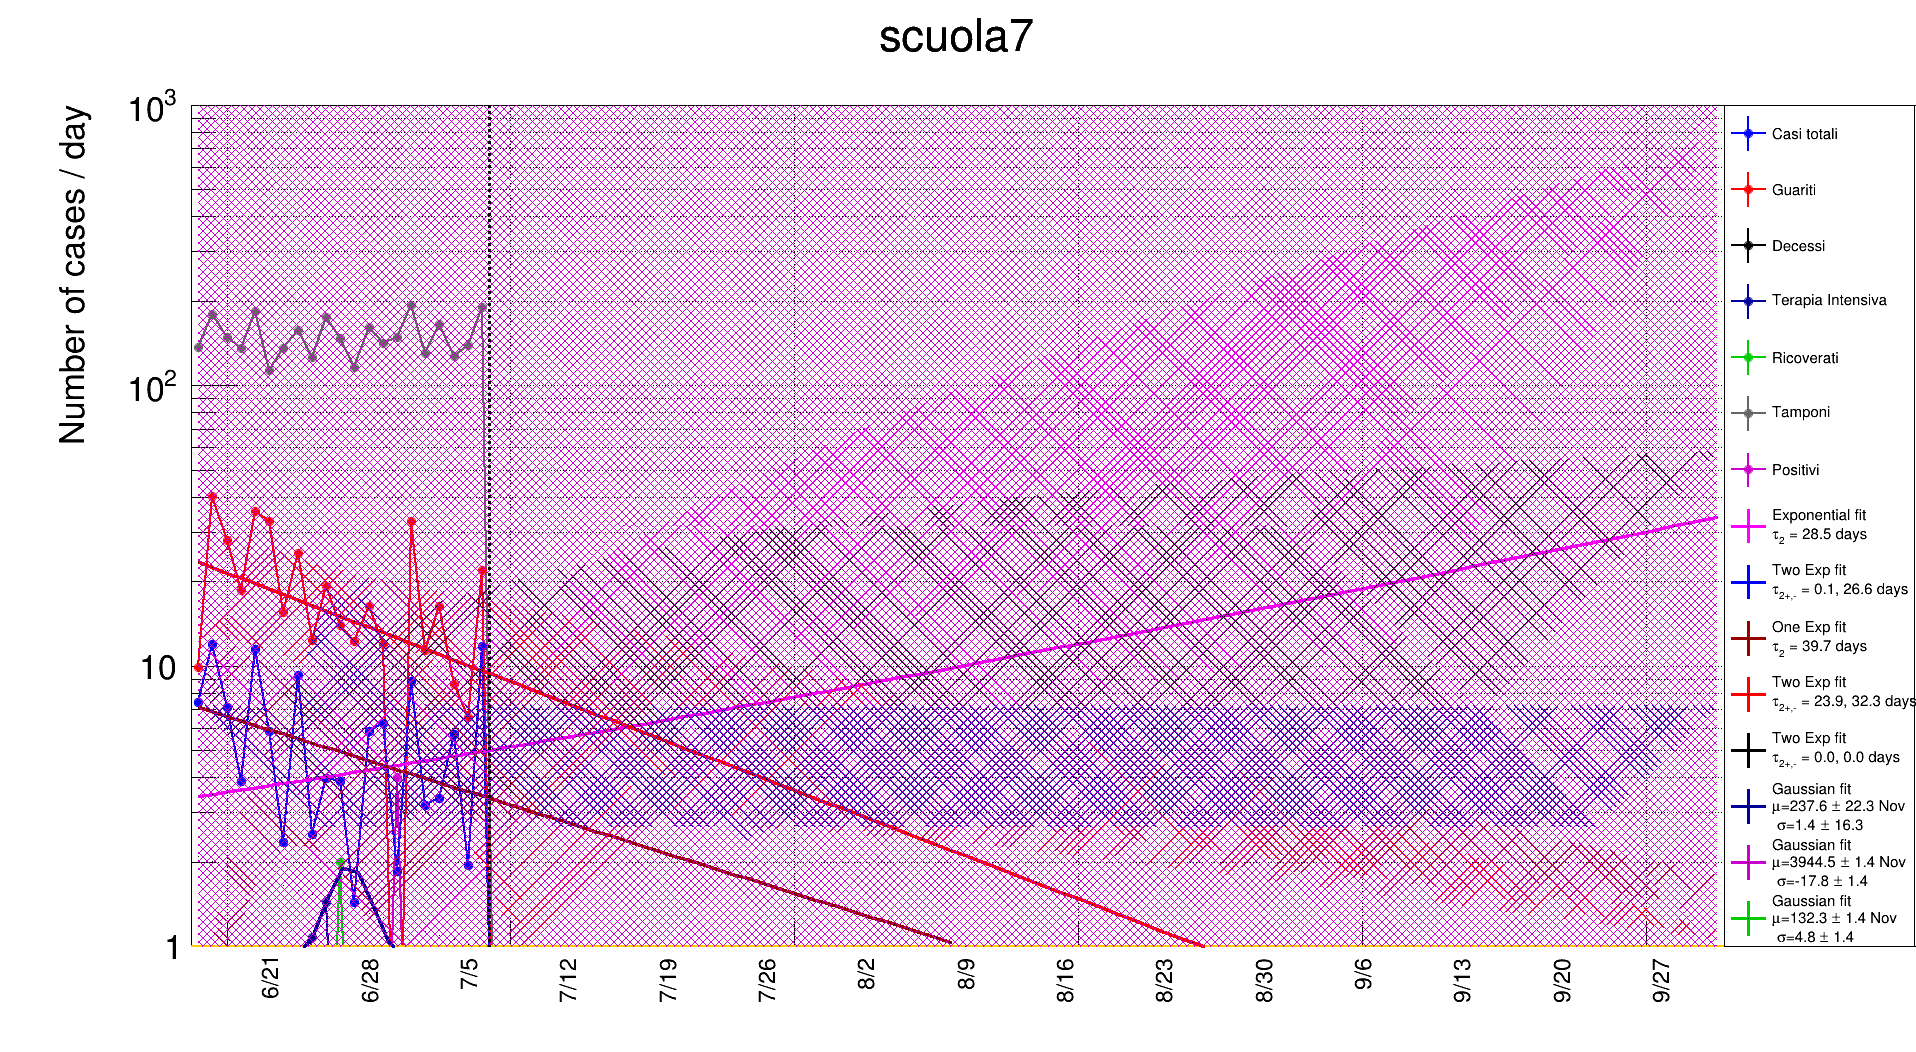 scuola7
Number of cases / day
10³
10²
10
1
6/21
6/28
7/5
7/12
7/19
7/26
8/2
8/9
8/16
8/23
8/30
9/6
9/13
9/20
9/27
Casi totali
Guariti
Decessi
Terapia Intensiva
Ricoverati
Tamponi
Positivi
Exponential fit
τ₂ = 28.5 days
Two Exp fit
τ₂₊,₋ = 0.1, 26.6 days
One Exp fit
τ₂ = 39.7 days
Two Exp fit
τ₂₊,₋ = 23.9, 32.3 days
Two Exp fit
τ₂₊,₋ = 0.0, 0.0 days
Gaussian fit
μ=237.6 ± 22.3 Nov
σ=1.4 ± 16.3
Gaussian fit
μ=3944.5 ± 1.4 Nov
σ=-17.8 ± 1.4
Gaussian fit
μ=132.3 ± 1.4 Nov
σ=4.8 ± 1.4